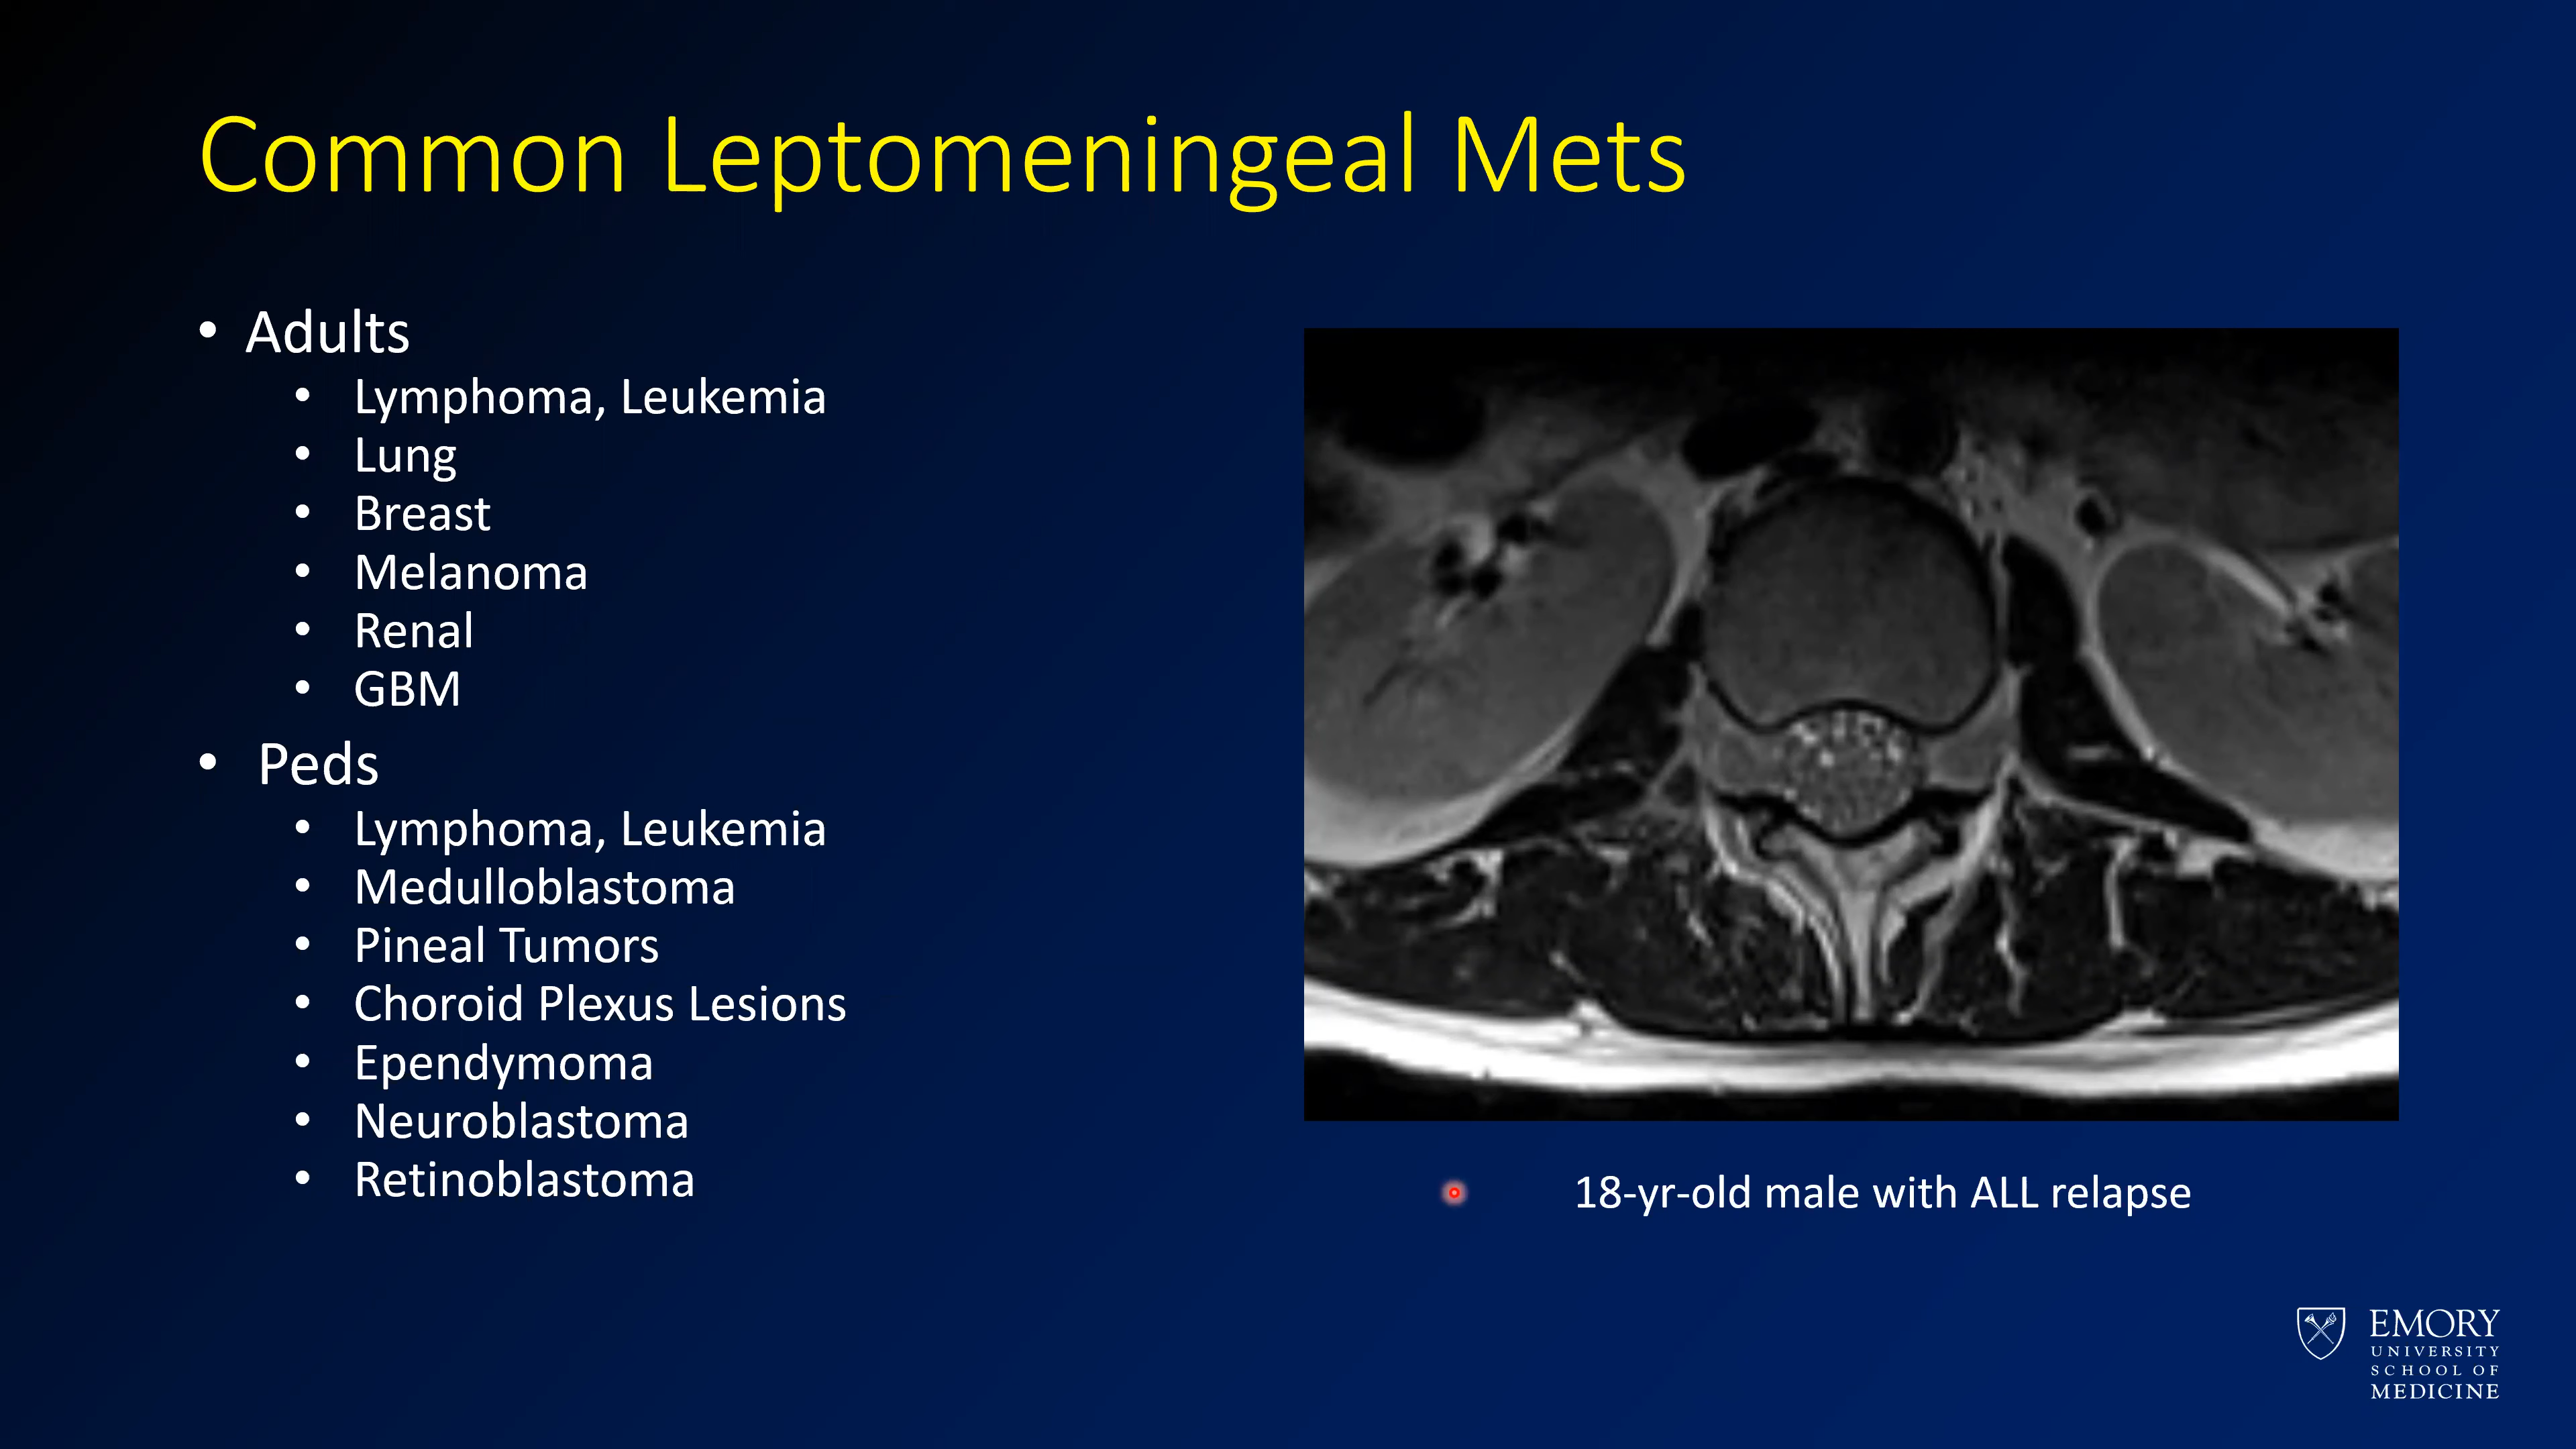 Common Leptomeningeal Mets
• Adults
• Lymphoma, Leukemia
• Lung
• Breast
• Melanoma
• Renal
• GBM
• Peds
• Lymphoma, Leukemia
• Medulloblastoma
• Pineal Tumors
• Choroid Plexus Lesions
• Ependymoma
• Neuroblastoma
• Retinoblastoma
18-yr-old male with ALL relapse
EMORY
UNIVERSITY
SCHOOL OF
MEDICINE